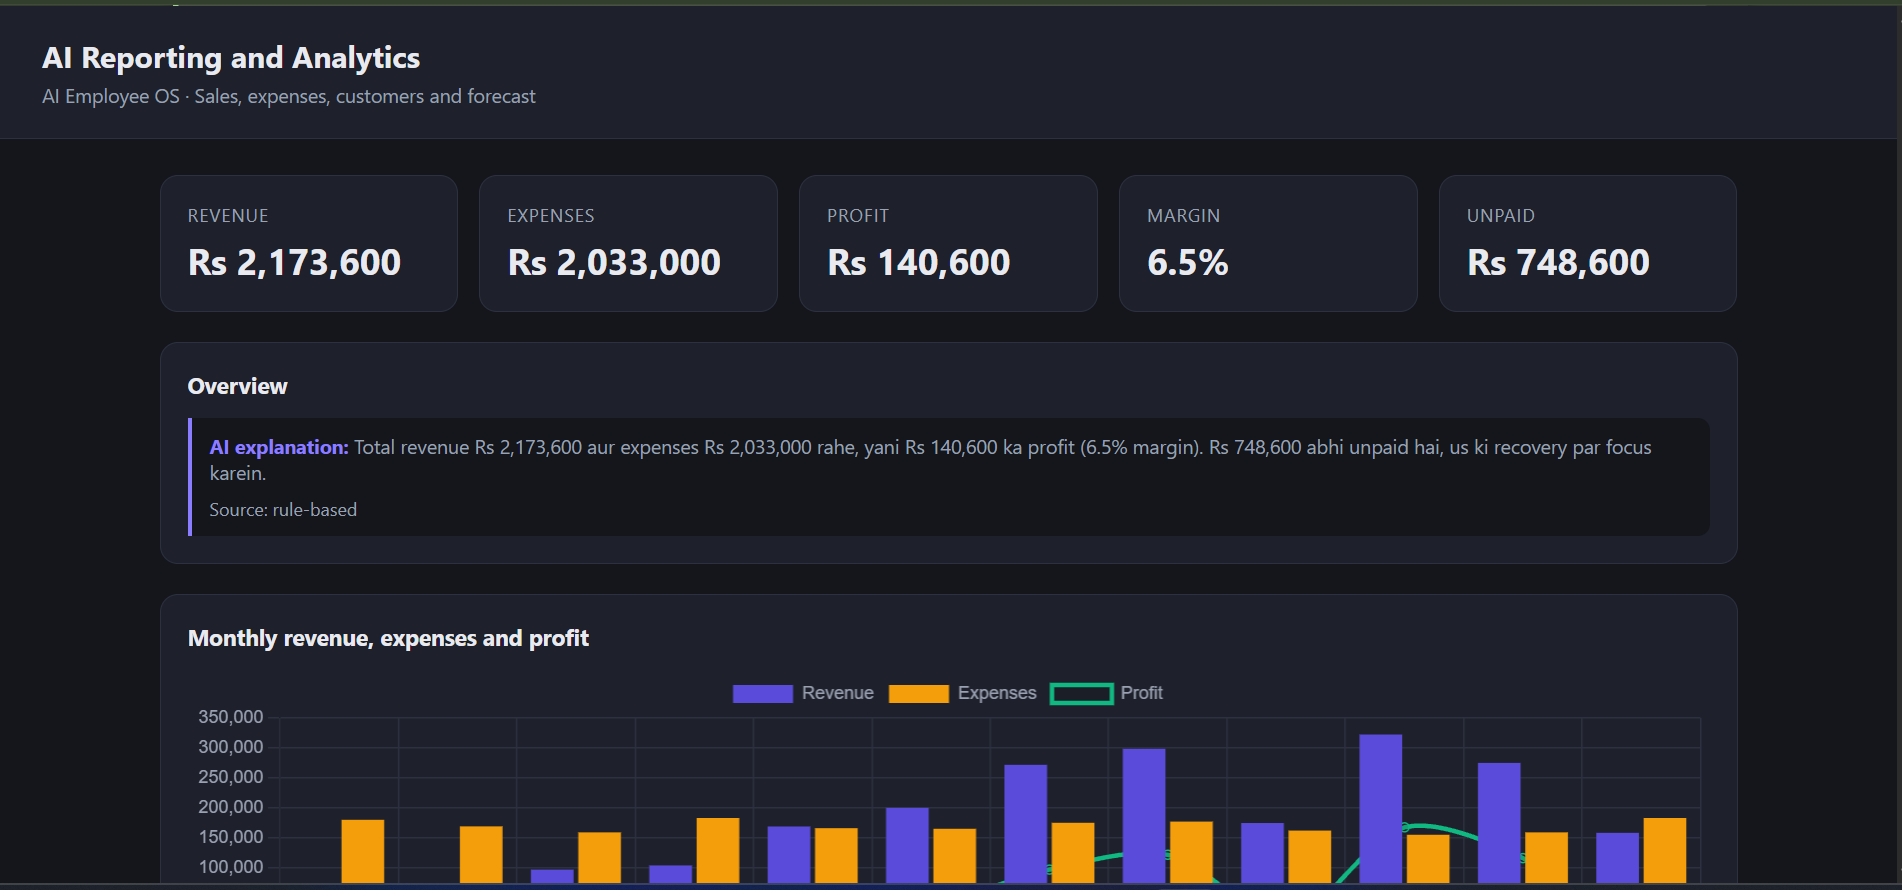 AI Reporting and Analytics
AI Employee OS · Sales, expenses, customers and forecast
REVENUE
Rs 2,173,600
EXPENSES
Rs 2,033,000
PROFIT
Rs 140,600
MARGIN
6.5%
UNPAID
Rs 748,600
Overview
AI explanation: Total revenue Rs 2,173,600 aur expenses Rs 2,033,000 rahe, yani Rs 140,600 ka profit (6.5% margin). Rs 748,600 abhi unpaid hai, us ki recovery par focus
karein.
Source: rule-based
Monthly revenue, expenses and profit
Revenue Expenses Profit
350,000
300,000
250,000
200,000
150,000
100,000